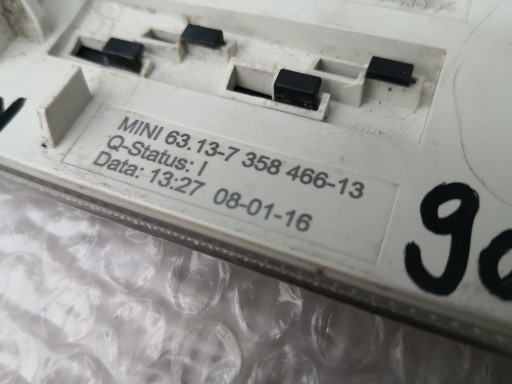 MINI 63.13-7 358 466-13
Q-Status: I
Data: 13:27 08-01-16